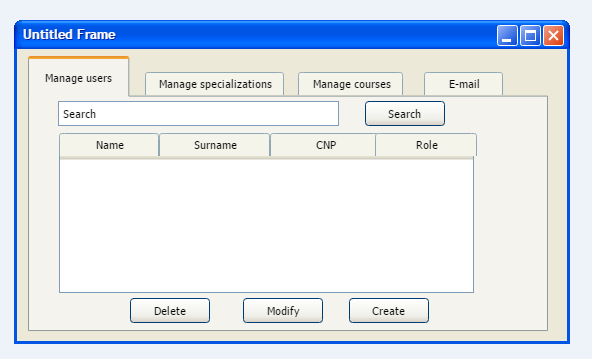 Untitled Frame
Manage users
Manage specializations
Manage courses
E-mail
Search
Search
Name
Surname
CNP
Role
Delete
Modify
Create